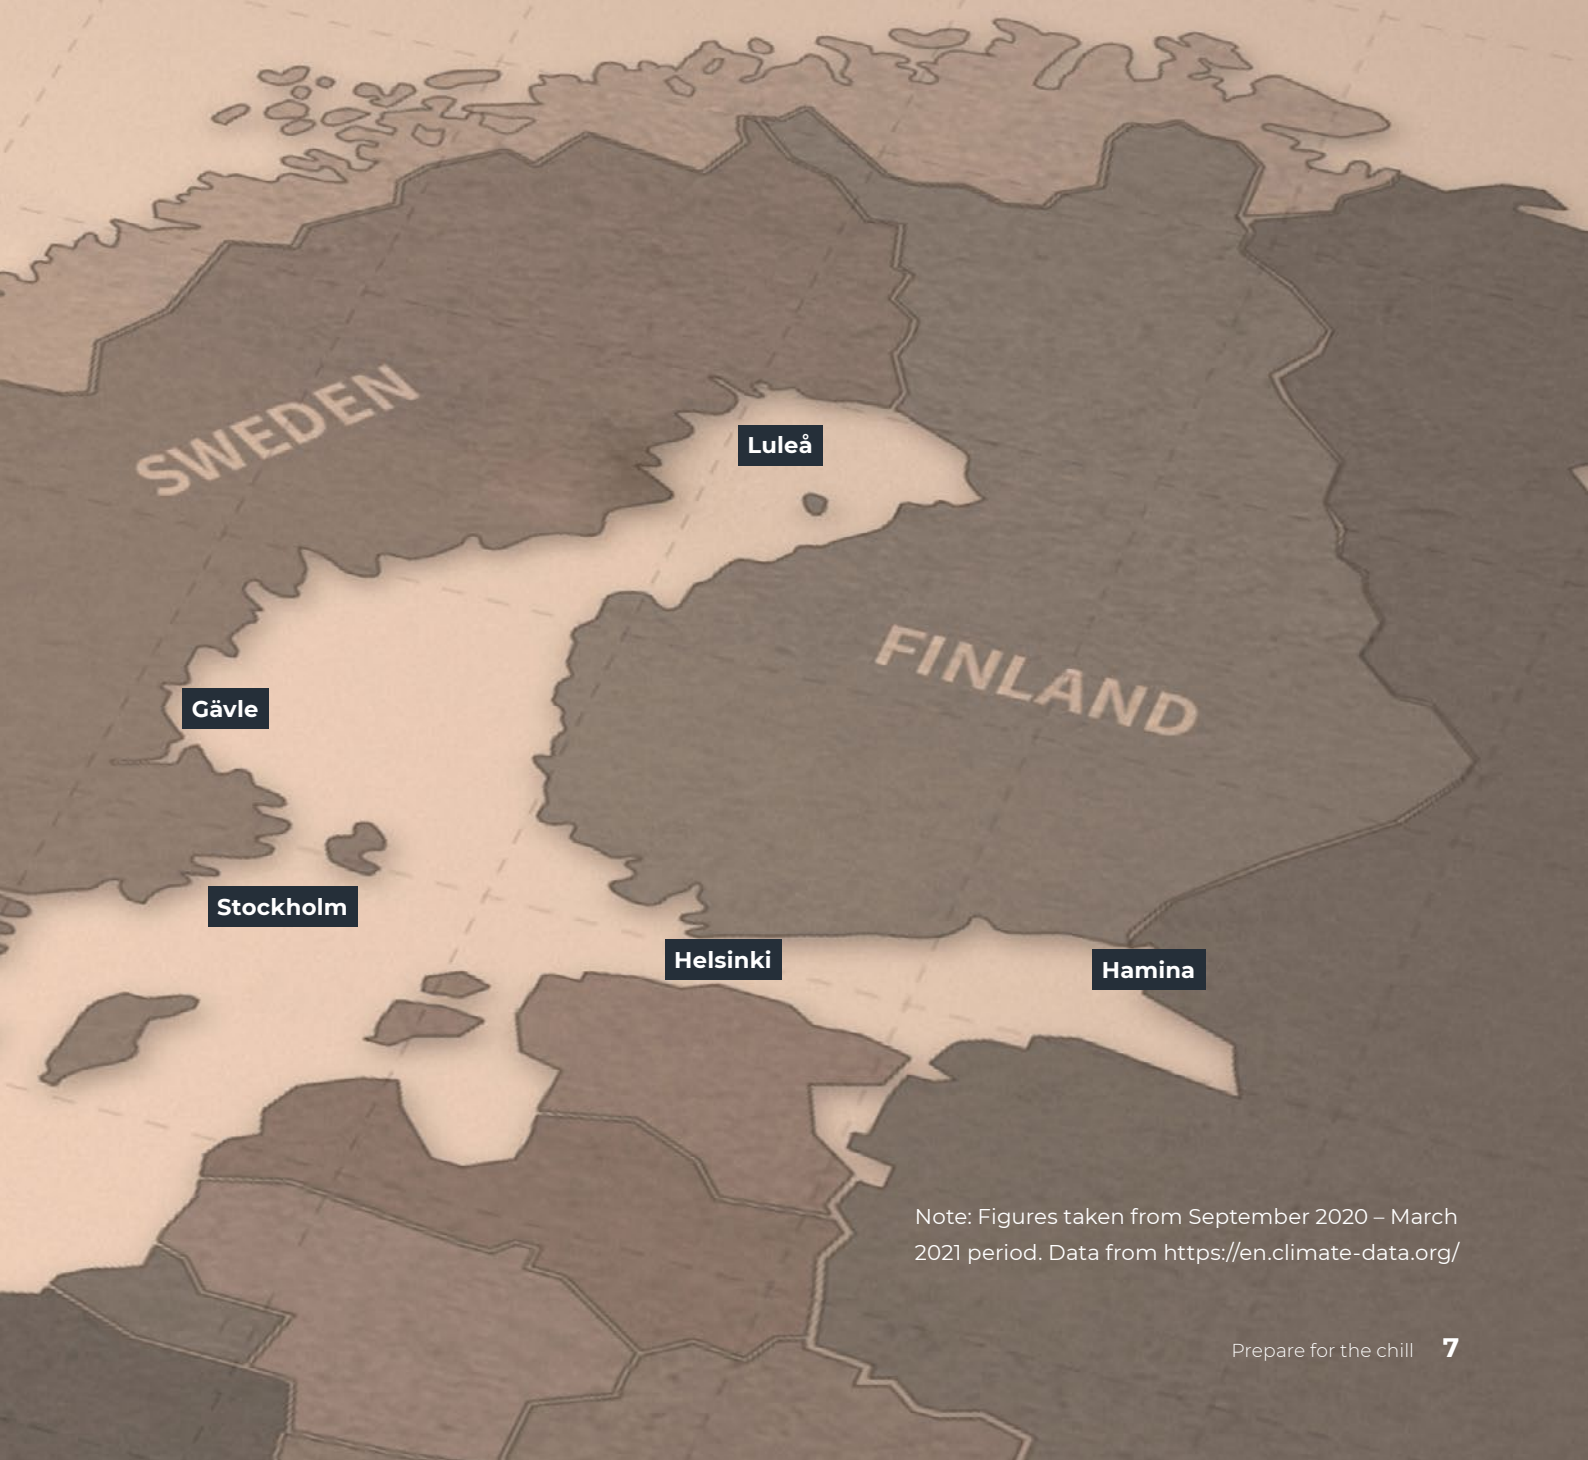 SWEDEN
Luleå
FINLAND
Gävle
Stockholm
Helsinki
Hamina
Note: Figures taken from September 2020 – March
2021 period. Data from https://en.climate-data.org/
Prepare for the chill 7